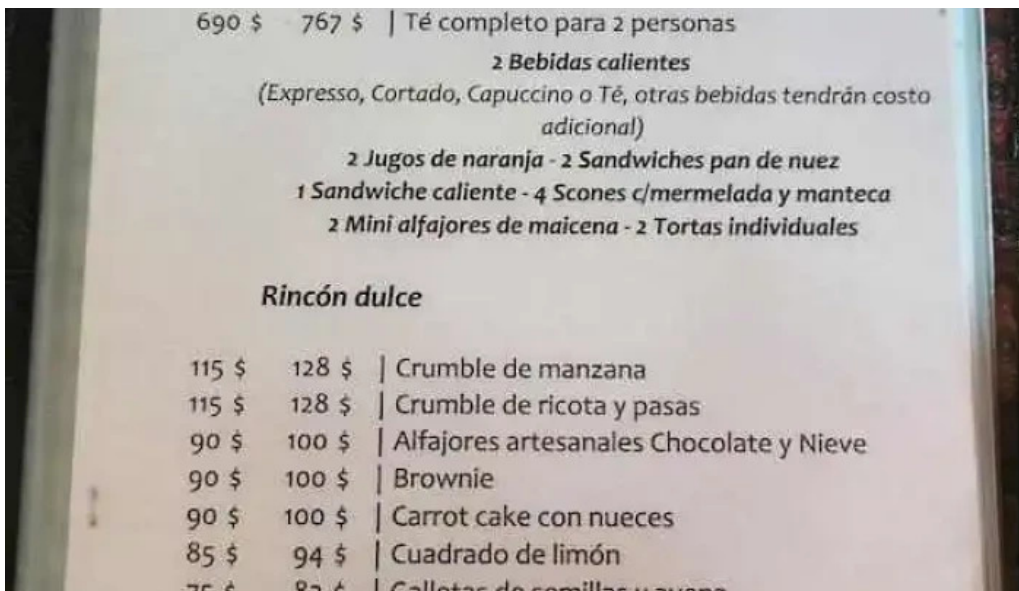 690 $ 767 $ | Té completo para 2 personas
2 Bebidas calientes
(Expresso, Cortado, Capuccino o Té, otras bebidas tendrán costo
adicional)
2 Jugos de naranja - 2 Sandwiches pan de nuez
1 Sandwiche caliente - 4 Scones c/mermelada y manteca
2 Mini alfajores de maicena - 2 Tortas individuales
Rincón dulce
115 $ 128 $ | Crumble de manzana
115 $ 128 $ | Crumble de ricota y pasas
90 $ 100 $ | Alfajores artesanales Chocolate y Nieve
90 $ 100 $ | Brownie
90 $ 100 $ | Carrot cake con nueces
85 $ 94 $ | Cuadrado de limón